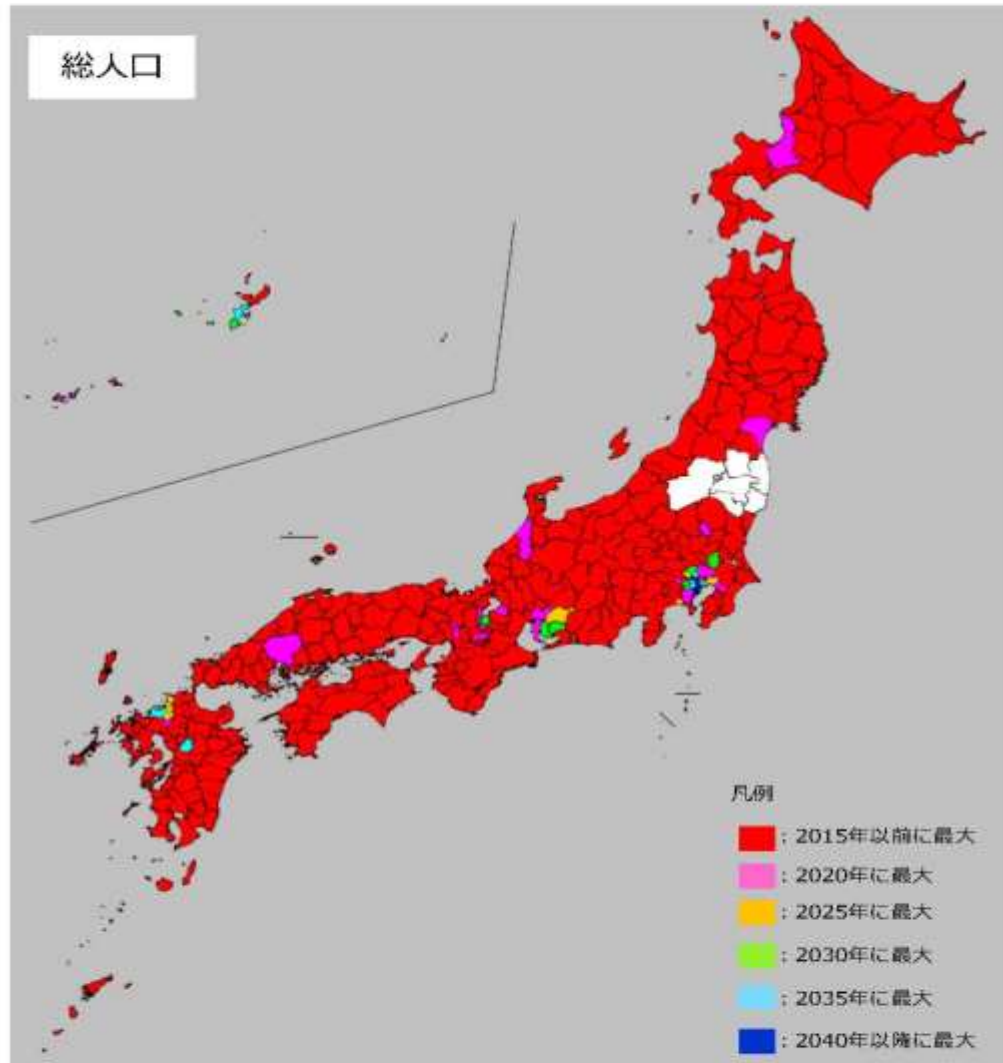 総人口
凡例
：2015年以前に最大
：2020年に最大
：2025年に最大
：2030年に最大
：2035年に最大
：2040年以降に最大